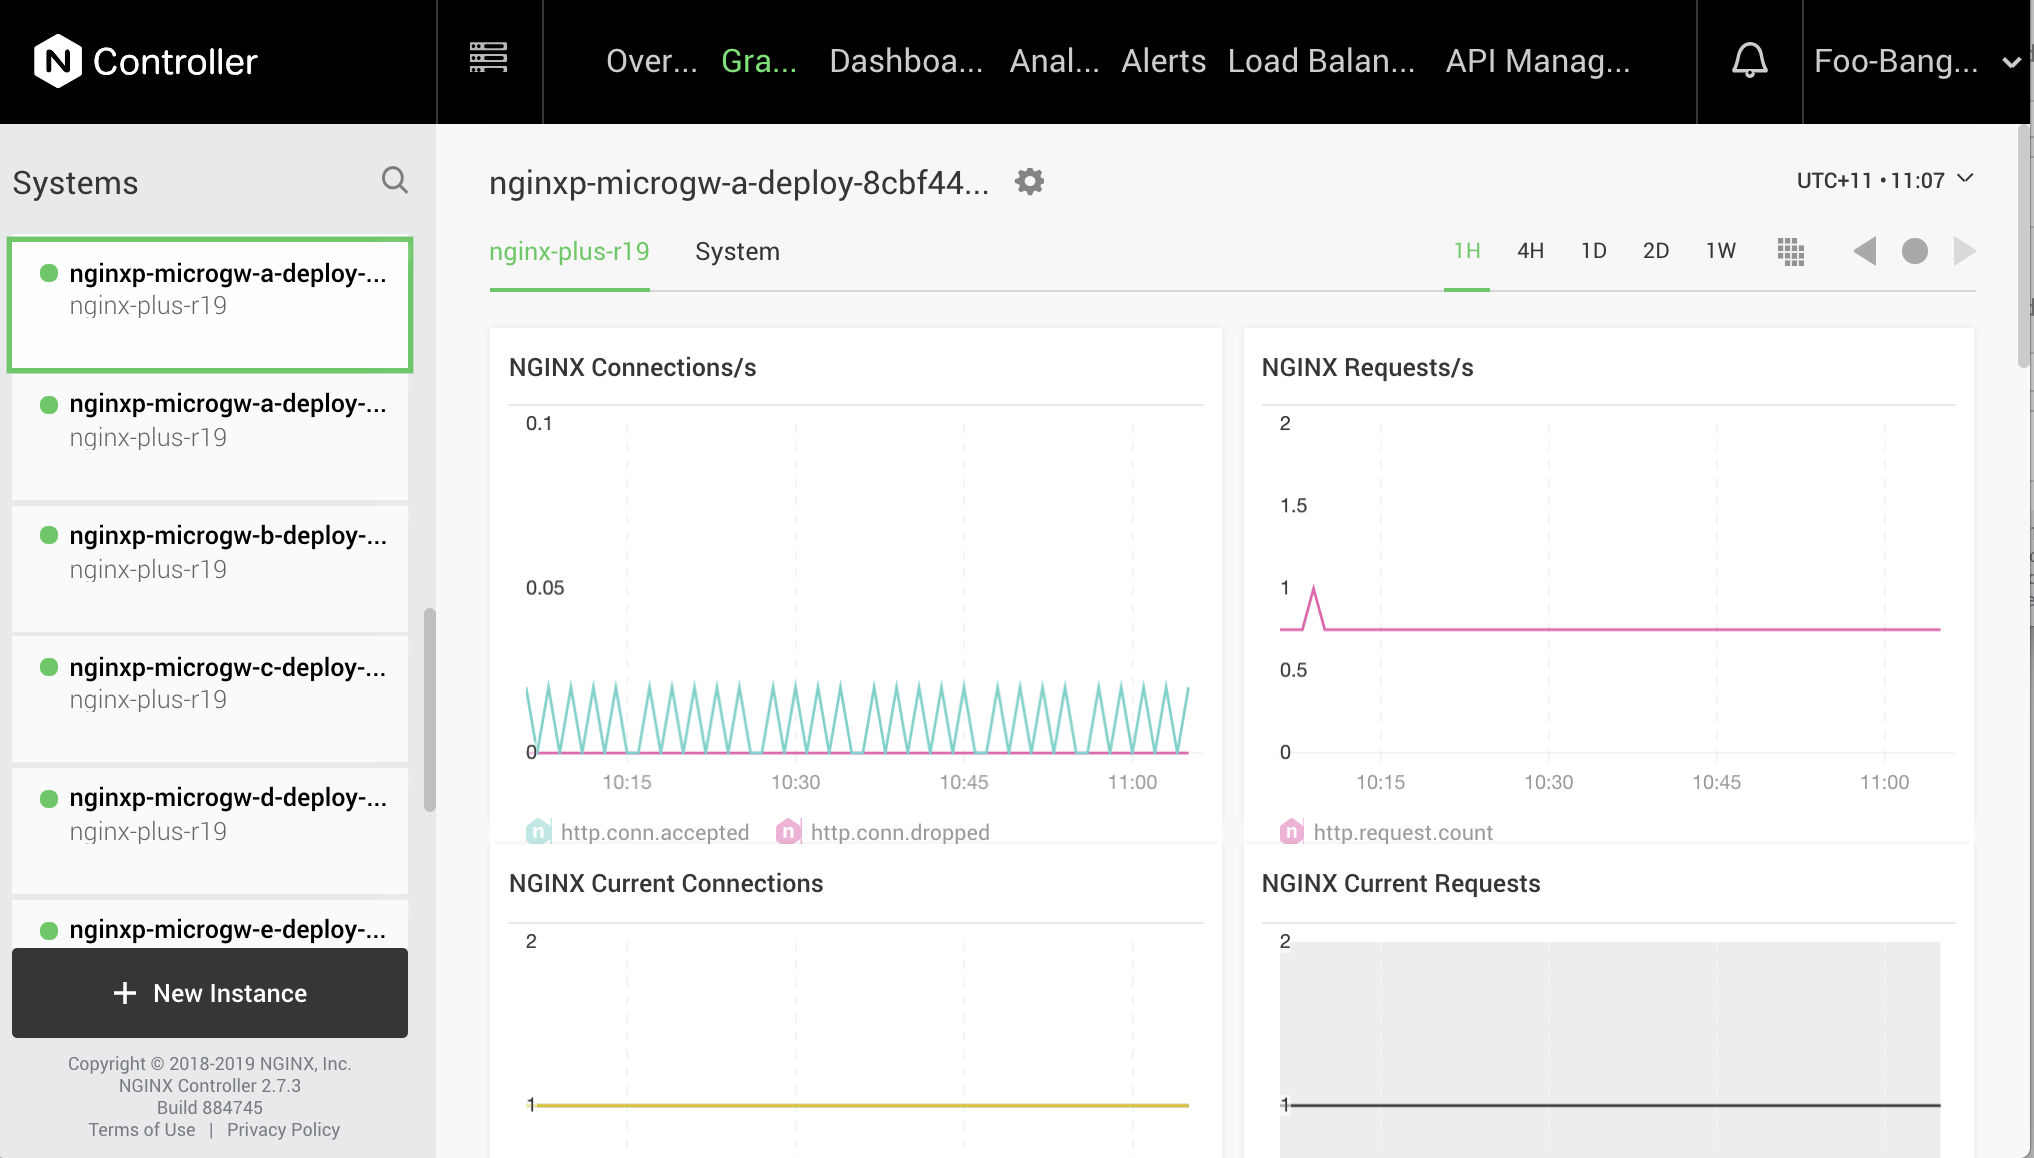 N Controller
Over...
Gra...
Dashboa...
Anal...
Alerts
Load Balan...
API Manag...
Foo-Bang...
Systems
nginxp-microgw-a-deploy-...
nginx-plus-r19
nginxp-microgw-a-deploy-...
nginx-plus-r19
nginxp-microgw-b-deploy-...
nginx-plus-r19
nginxp-microgw-c-deploy-...
nginx-plus-r19
nginxp-microgw-d-deploy-...
nginx-plus-r19
nginxp-microgw-e-deploy-...
+ New Instance
Copyright © 2018-2019 NGINX, Inc.
NGINX Controller 2.7.3
Build 884745
Terms of Use | Privacy Policy
nginxp-microgw-a-deploy-8cbf44...
UTC+11 • 11:07
nginx-plus-r19
System
1H
4H
1D
2D
1W
NGINX Connections/s
0.1
0.05
0
10:15
10:30
10:45
11:00
n http.conn.accepted
n http.conn.dropped
NGINX Requests/s
2
1.5
1
0.5
0
10:15
10:30
10:45
11:00
n http.request.count
NGINX Current Connections
2
1
NGINX Current Requests
2
1